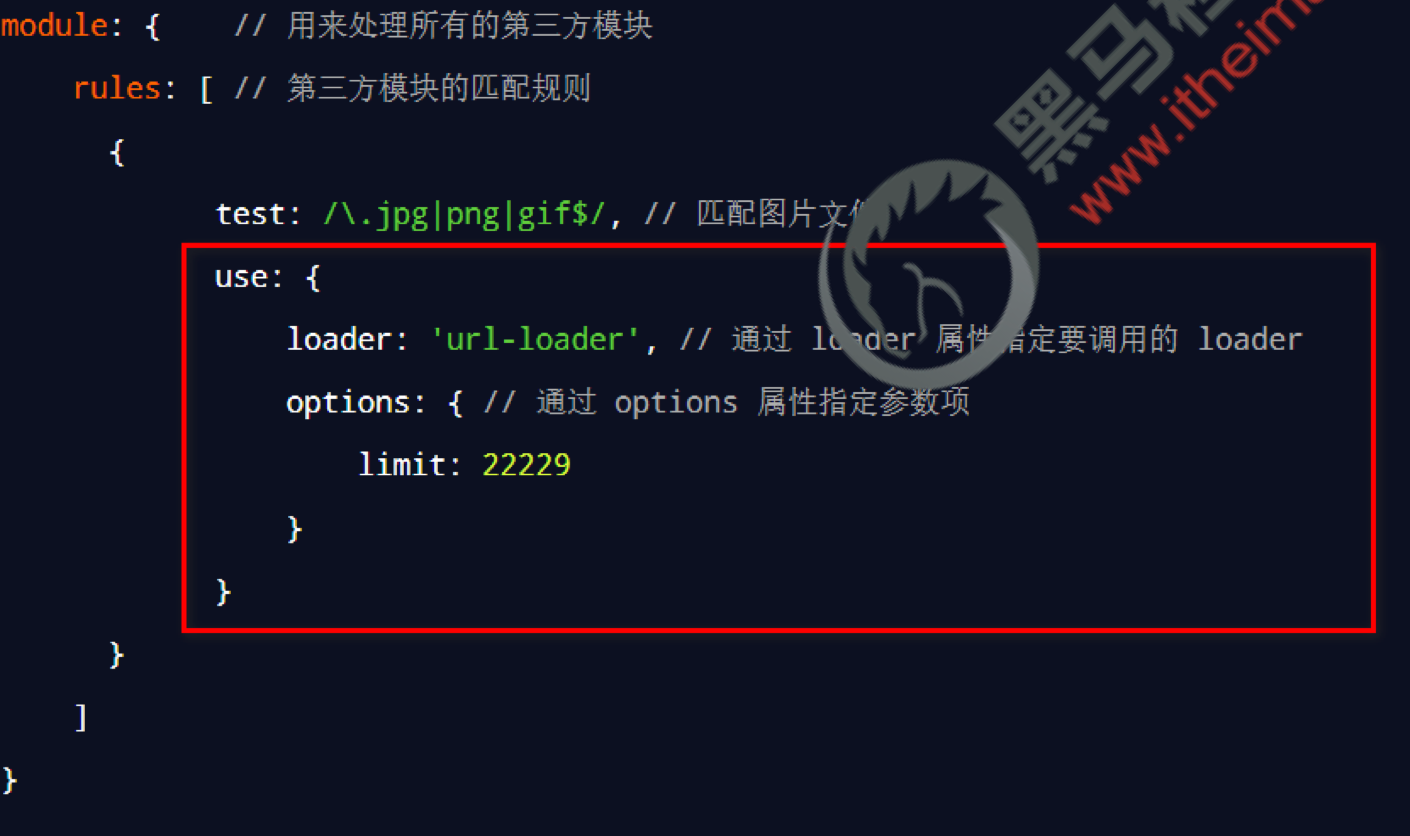 module: {    // 用来处理所有的第三方模块
rules: [ // 第三方模块的匹配规则
{
test: /\.jpg|png|gif$/, // 匹配图片文件
use: {
loader: 'url-loader', // 通过 loader 属性指定要调用的 loader
options: { // 通过 options 属性指定参数项
limit: 22229
}
}
}
]
}
黑马程
www.itheima